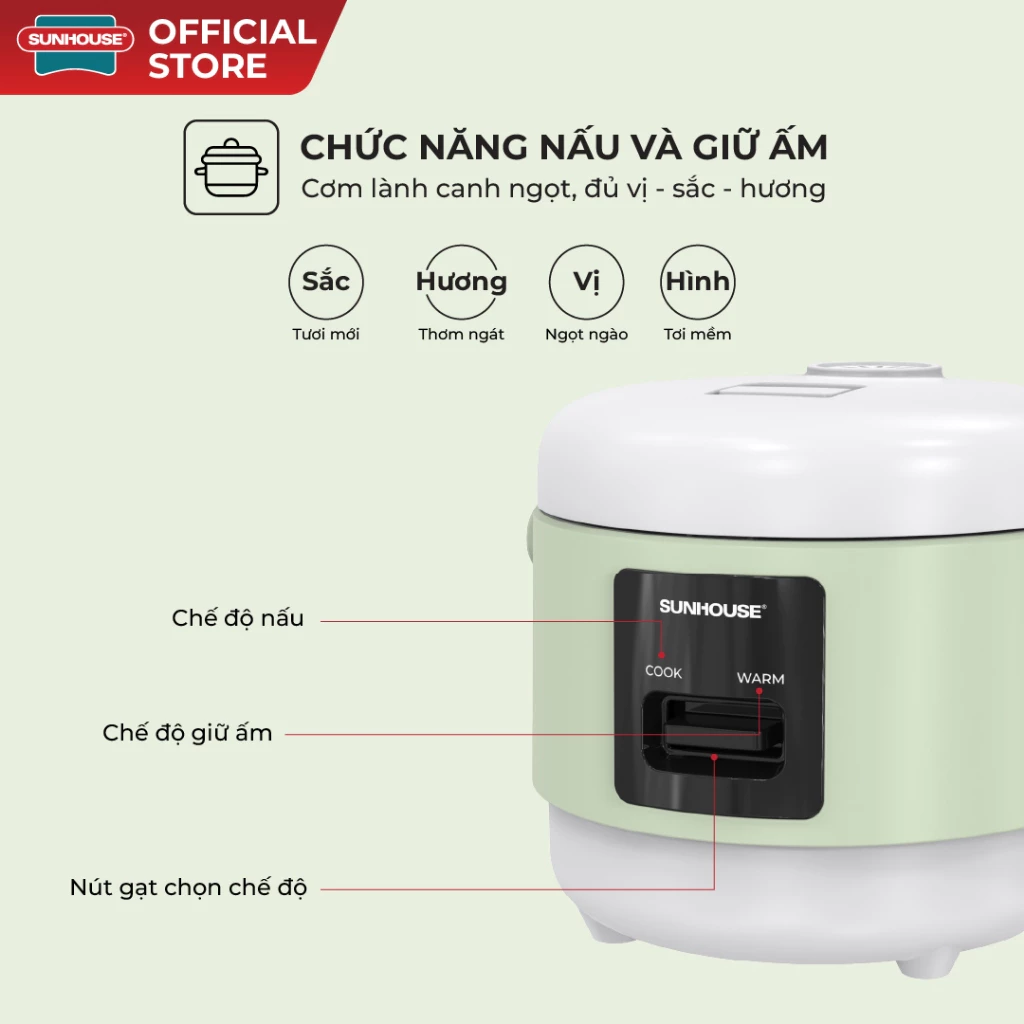 SUNHOUSE®
OFFICIAL
STORE
CHỨC NĂNG NẤU VÀ GIỮ ẤM
Cơm lành canh ngọt, đủ vị - sắc - hương
Sắc
Hương
Vị
Hình
Tươi mới
Thơm ngát
Ngọt ngào
Tơi mềm
SUNHOUSE®
Chế độ nấu
COOK
WARM
Chế độ giữ ấm
Nút gạt chọn chế độ